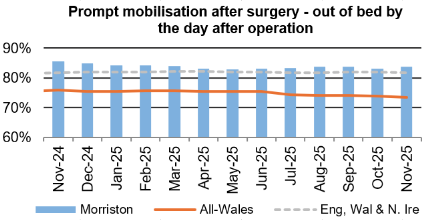 Prompt mobilisation after surgery - out of bed by
the day after operation
90%
80%
70%
60%
Nov-24
Dec-24
Jan-25
Feb-25
Mar-25
Apr-25
May-25
Jun-25
Jul-25
Aug-25
Sep-25
Oct-25
Nov-25
Morriston All-Wales Eng, Wal & N. Ire